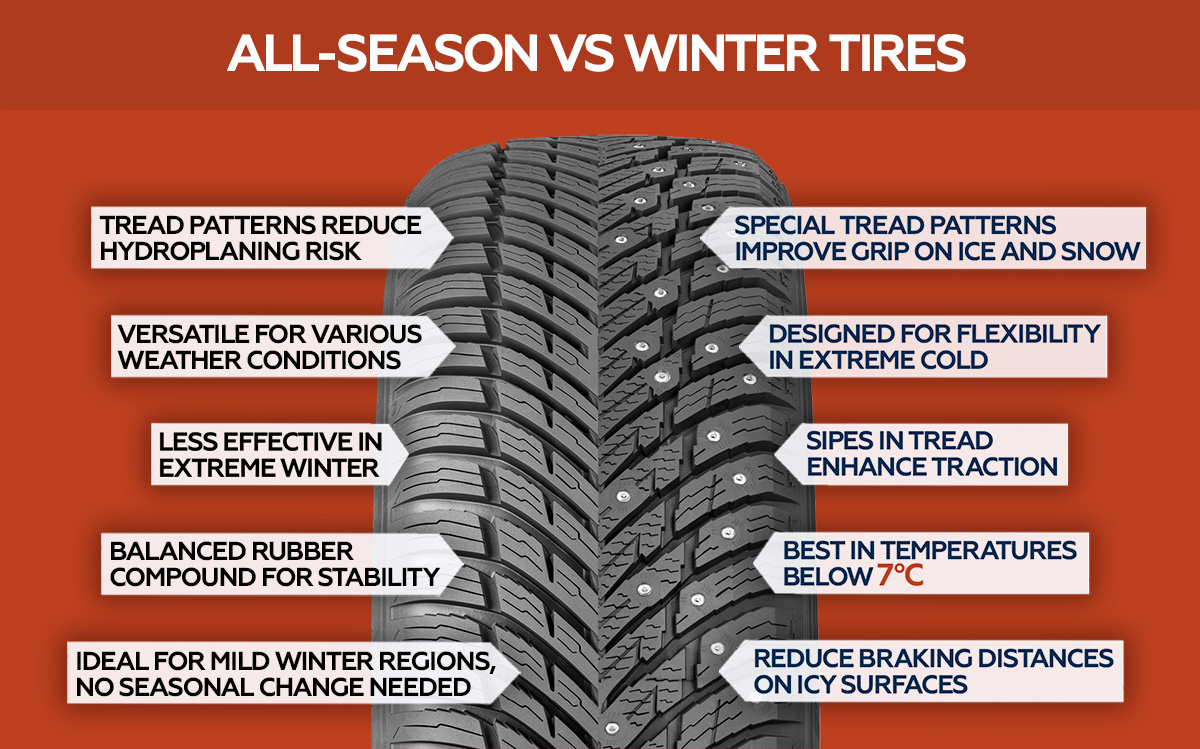 ALL-SEASON VS WINTER TIRES
TREAD PATTERNS REDUCE
HYDROPLANING RISK
VERSATILE FOR VARIOUS
WEATHER CONDITIONS
LESS EFFECTIVE IN
EXTREME WINTER
BALANCED RUBBER
COMPOUND FOR STABILITY
IDEAL FOR MILD WINTER REGIONS,
NO SEASONAL CHANGE NEEDED
SPECIAL TREAD PATTERNS
IMPROVE GRIP ON ICE AND SNOW
DESIGNED FOR FLEXIBILITY
IN EXTREME COLD
SIPES IN TREAD
ENHANCE TRACTION
BEST IN TEMPERATURES
BELOW 7°C
REDUCE BRAKING DISTANCES
ON ICY SURFACES